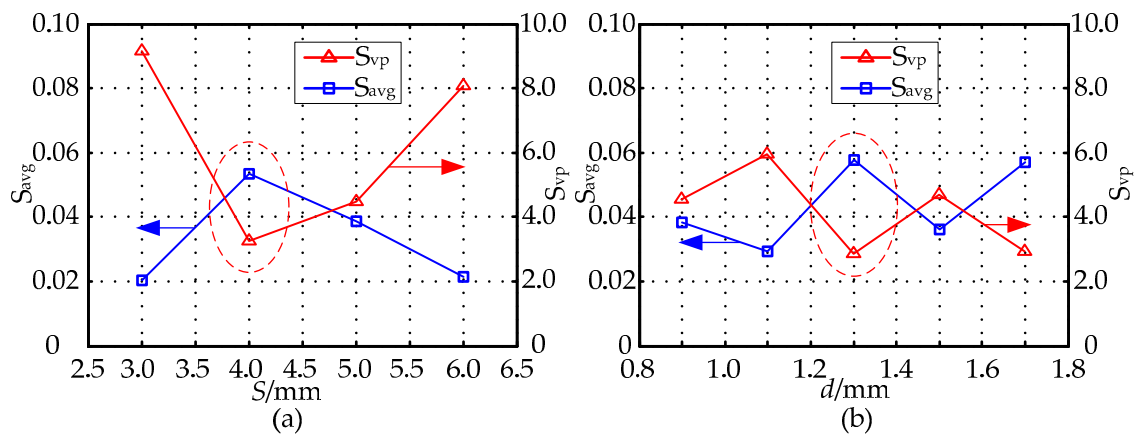 0.10 10.0 0.10 10.0
Svp Svp
Savg Savg
0.08 8.0 0.08 8.0
0.06 6.0 0.06 6.0
Savg Svp Savg Svp
0.04 4.0 0.04 4.0
0.02 2.0 0.02 2.0
0.00 0 0.00 0
2.5 3.0 3.5 4.0 4.5 5.0 5.5 6.0 6.5 0.8 1.0 1.2 1.4 1.6 1.8
S/mm d/mm
(a) (b)